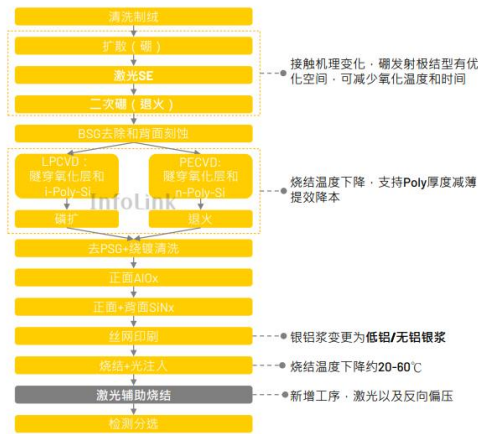 清洗制绒
扩散（硼）
激光SE
二次硼（退火）
接触机理变化，硼发射极结型有优
化空间，可减少氧化温度和时间
BSG去除和背面刻蚀
LPCVD：
隧穿氧化层和
i-Poly-Si
PECVD:
隧穿氧化层和
n-Poly-Si
InfoLink
磷扩
退火
烧结温度下降，支持Poly厚度减薄
提效降本
去PSG+绕镀清洗
正面AlOx
正面+背面SiNx
丝网印刷
银铝浆变更为低铝/无铝银浆
烧结+光注入
烧结温度下降约20-60℃
激光辅助烧结
新增工序，激光以及反向偏压
检测分选